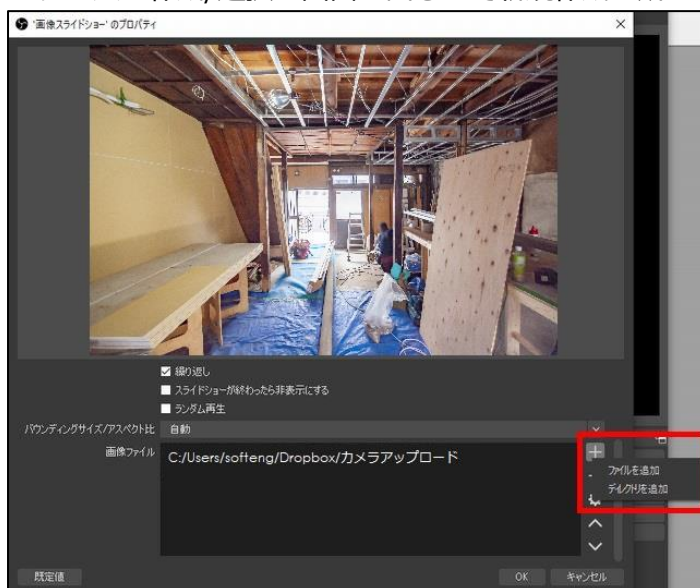 '画像スライドショー' のプロパティ
繰り返し
スライドショーが終わったら非表示にする
ランダム再生
バウンディングサイズ/アスペクト比
自動
画像ファイル
C:/Users/softeng/Dropbox/カメラアップロード
ファイルを追加
ディレクトリを追加
既定値
OK
キャンセル